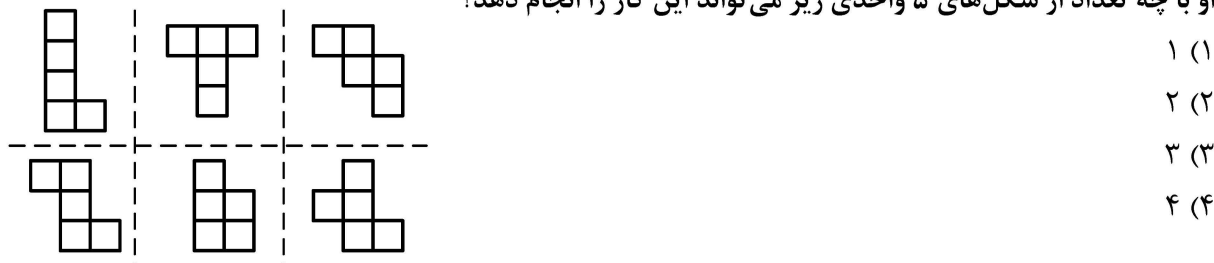 او با چه تعداد از شکل‌های ۵ واحدی زیر می‌تواند این کار را انجام دهد؟
۱) ۱
۲) ۲
۳) ۳
۴) ۴